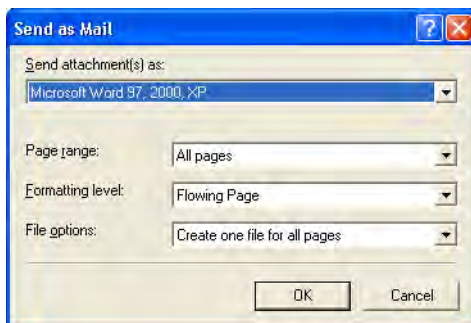 Send as Mail
Send attachment(s) as:
Microsoft Word 97, 2000, XP
Page range: All pages
Formatting level: Flowing Page
File options: Create one file for all pages
OK Cancel